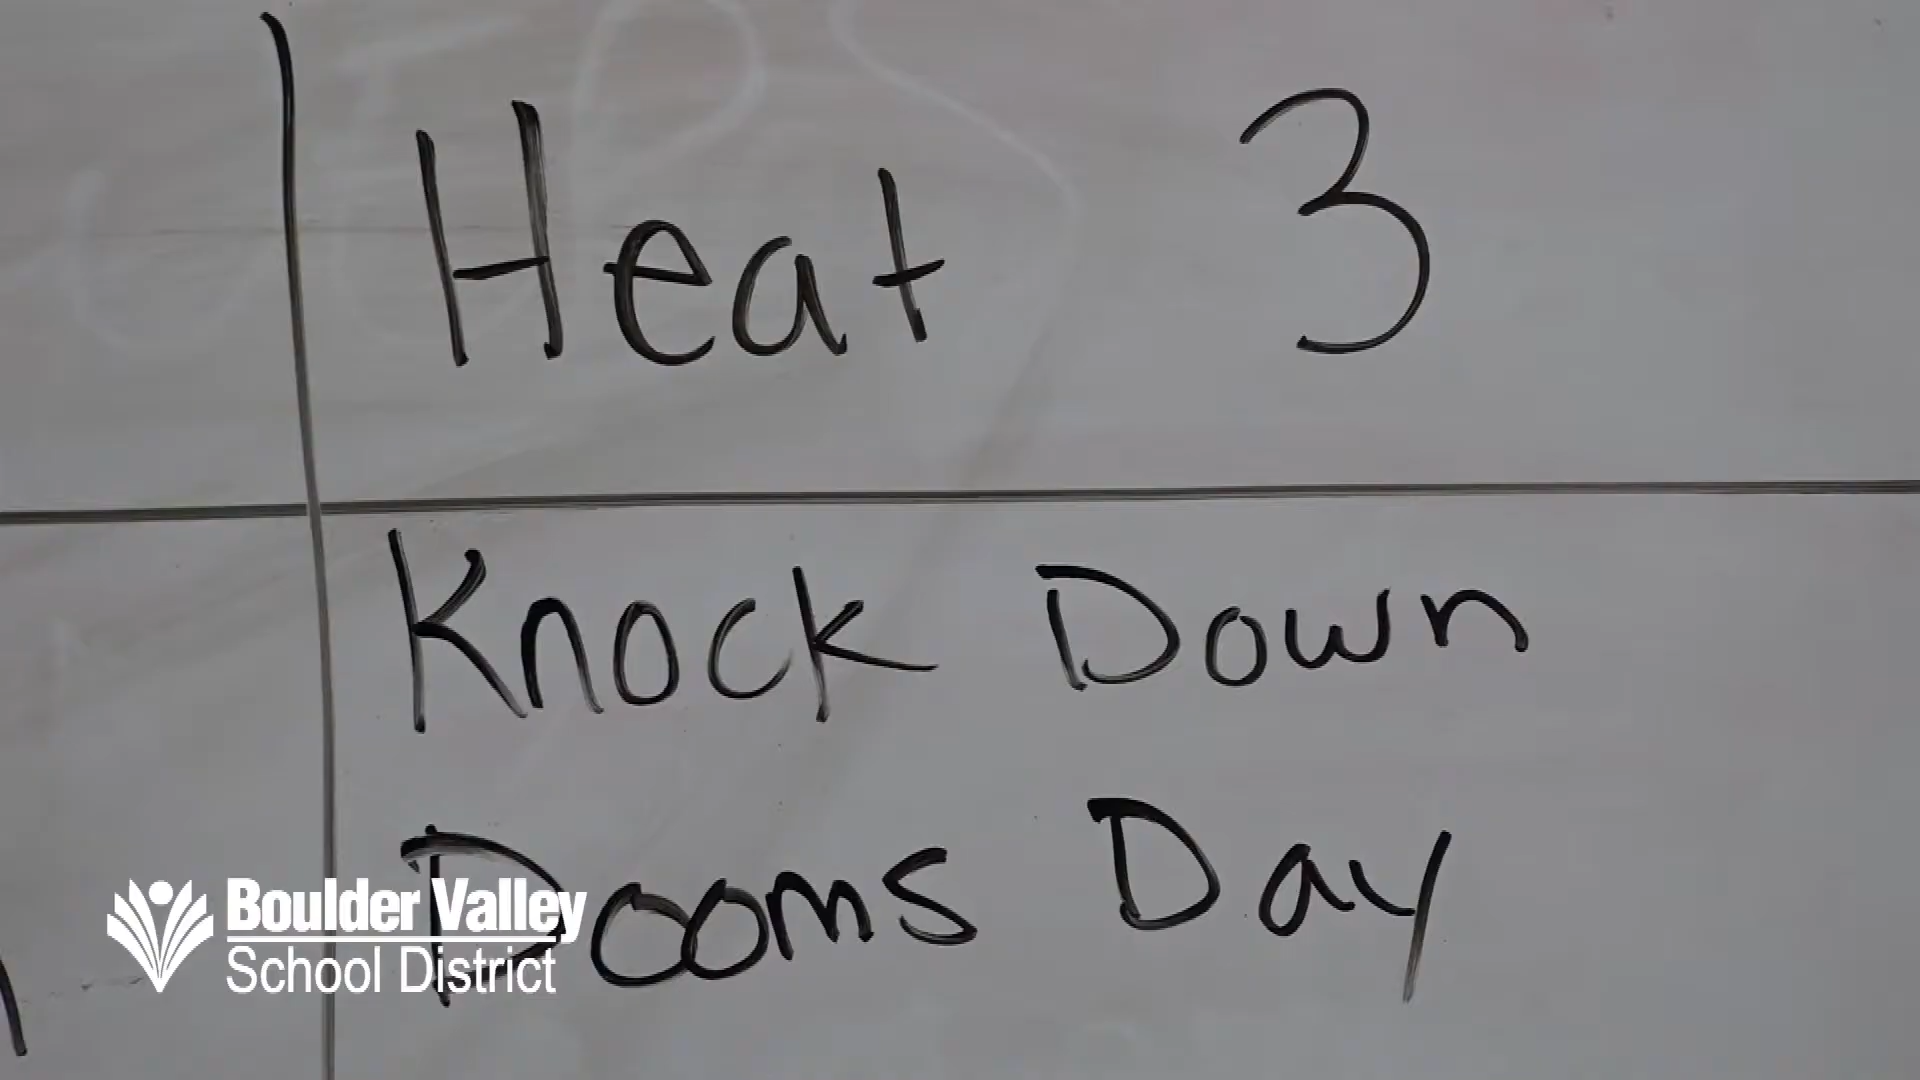 Heat 3
Knock Down
Dooms Day
Boulder Valley
School District